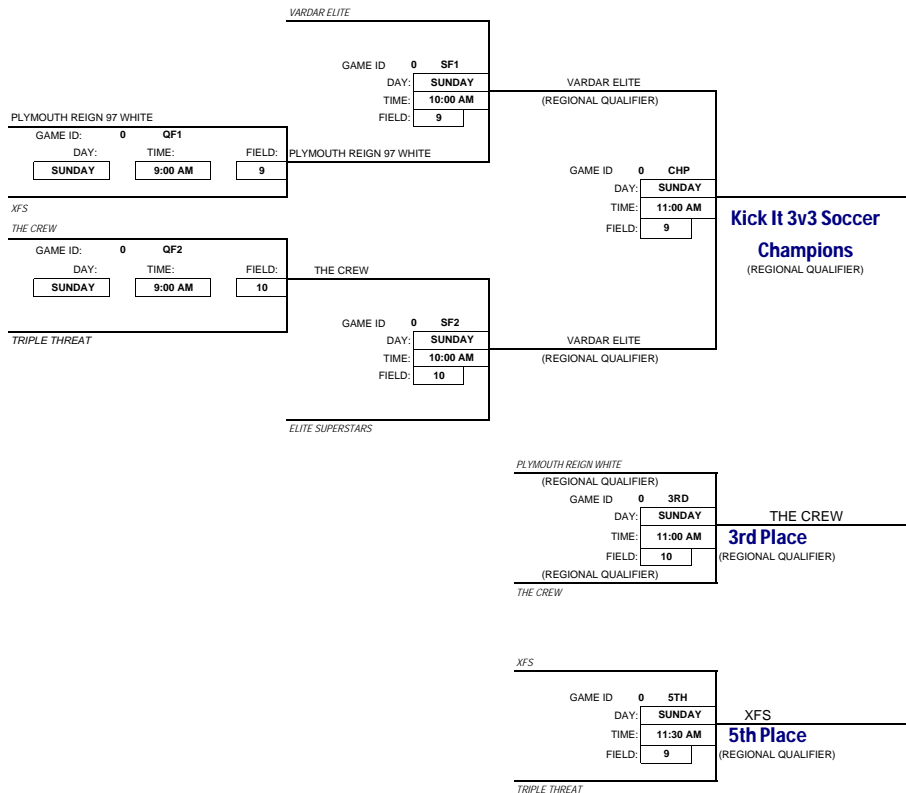 VARDAR ELITE
GAME ID 0 SF1
DAY: SUNDAY
TIME: 10:00 AM
FIELD: 9
VARDAR ELITE
(REGIONAL QUALIFIER)
PLYMOUTH REIGN 97 WHITE
GAME ID: 0 QF1
DAY: TIME: FIELD:
SUNDAY 9:00 AM 9
PLYMOUTH REIGN 97 WHITE
XFS
GAME ID 0 CHP
DAY: SUNDAY
TIME: 11:00 AM
FIELD: 9
Kick It 3v3 Soccer
Champions
(REGIONAL QUALIFIER)
THE CREW
GAME ID: 0 QF2
DAY: TIME: FIELD:
SUNDAY 9:00 AM 10
THE CREW
TRIPLE THREAT
GAME ID 0 SF2
DAY: SUNDAY
TIME: 10:00 AM
FIELD: 10
VARDAR ELITE
(REGIONAL QUALIFIER)
ELITE SUPERSTARS
PLYMOUTH REIGN WHITE
(REGIONAL QUALIFIER)
GAME ID 0 3RD
DAY: SUNDAY
TIME: 11:00 AM
FIELD: 10
(REGIONAL QUALIFIER)
THE CREW
THE CREW
3rd Place
(REGIONAL QUALIFIER)
XFS
GAME ID 0 5TH
DAY: SUNDAY
TIME: 11:30 AM
FIELD: 9
XFS
5th Place
(REGIONAL QUALIFIER)
TRIPLE THREAT